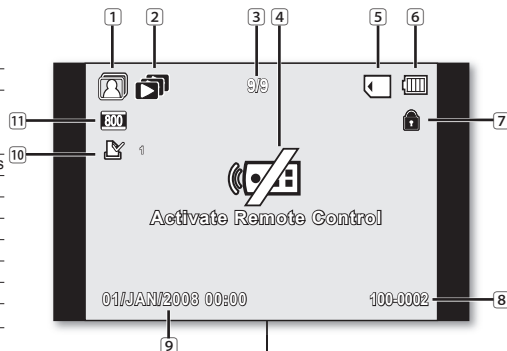 1 2 3 4 5 6
9/9
800
11
7
10
s
1
Activate Remote Control
01/JAN/2008 00:00
100-0002
8
9